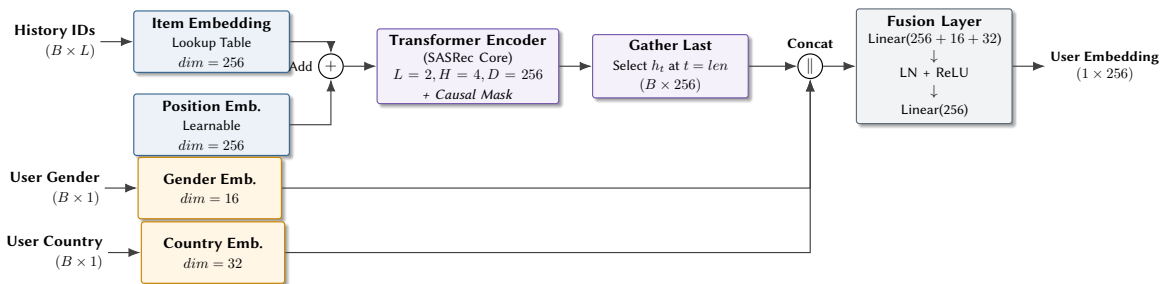 History IDs
(B × L)
Item Embedding
Lookup Table
dim = 256
Add
+
Position Emb.
Learnable
dim = 256
Transformer Encoder
(SASRec Core)
L = 2, H = 4, D = 256
+ Causal Mask
Gather Last
Select h_t at t = len
(B × 256)
Concat
||
Fusion Layer
Linear(256 + 16 + 32)
↓
LN + ReLU
↓
Linear(256)
User Embedding
(1 × 256)
User Gender
(B × 1)
Gender Emb.
dim = 16
User Country
(B × 1)
Country Emb.
dim = 32